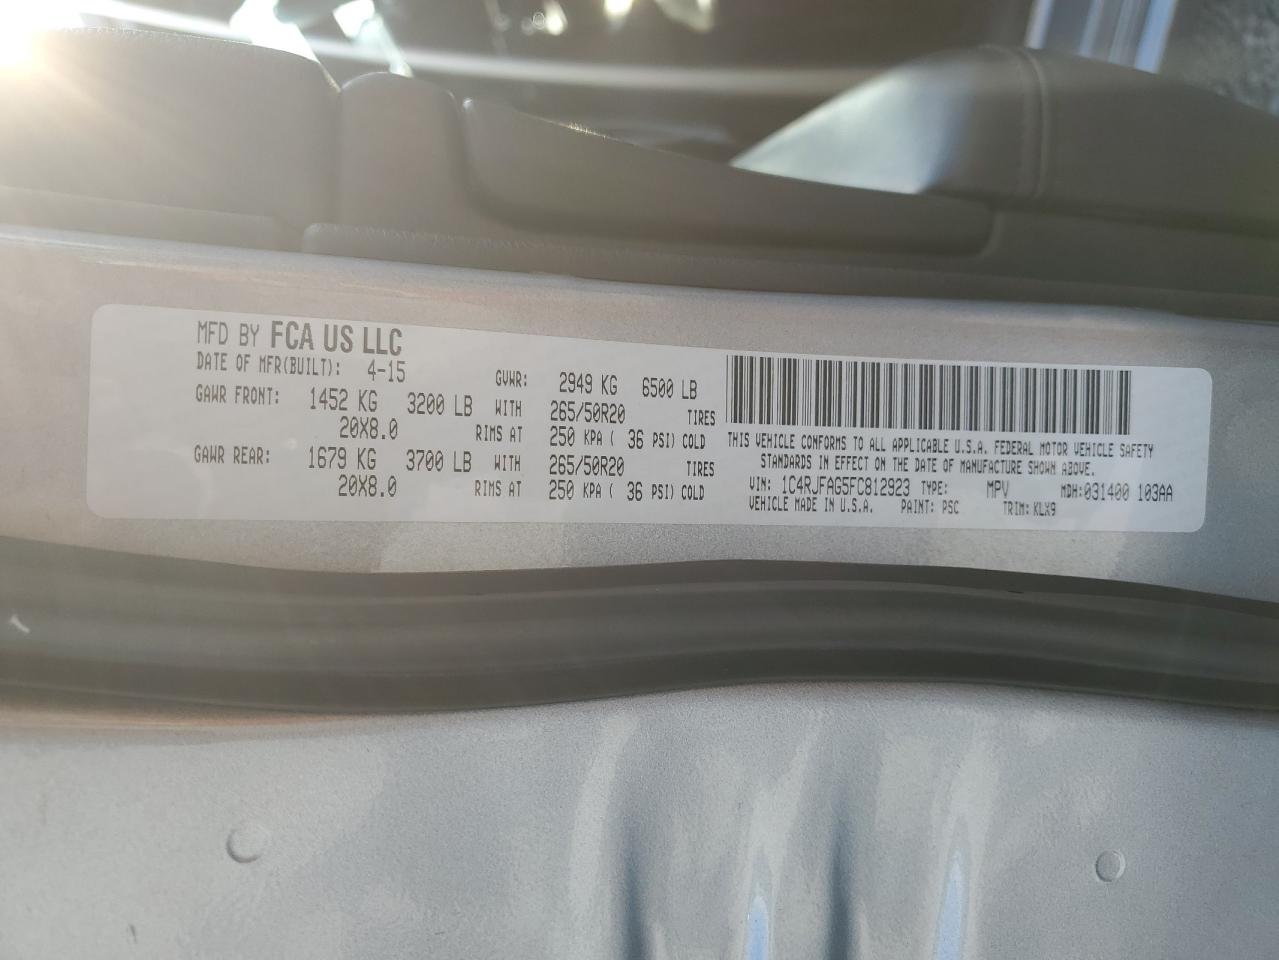 MFD BY FCA US LLC
DATE OF MFR(BUILT): 4-15 GVWR: 2949 KG 6500 LB
GAWR FRONT: 1452 KG 3200 LB WITH 265/50R20 TIRES
20X8.0 RIMS AT 250 KPA ( 36 PSI) COLD
GAWR REAR: 1679 KG 3700 LB WITH 265/50R20 TIRES
20X8.0 RIMS AT 250 KPA ( 36 PSI) COLD
THIS VEHICLE CONFORMS TO ALL APPLICABLE U.S.A. FEDERAL MOTOR VEHICLE SAFETY
STANDARDS IN EFFECT ON THE DATE OF MANUFACTURE SHOWN ABOVE.
VIN: 1C4RJFAG5FC812923 TYPE: MPV MDH:031400 103AA
VEHICLE MADE IN U.S.A. PAINT: PSC TRIM: KLX9